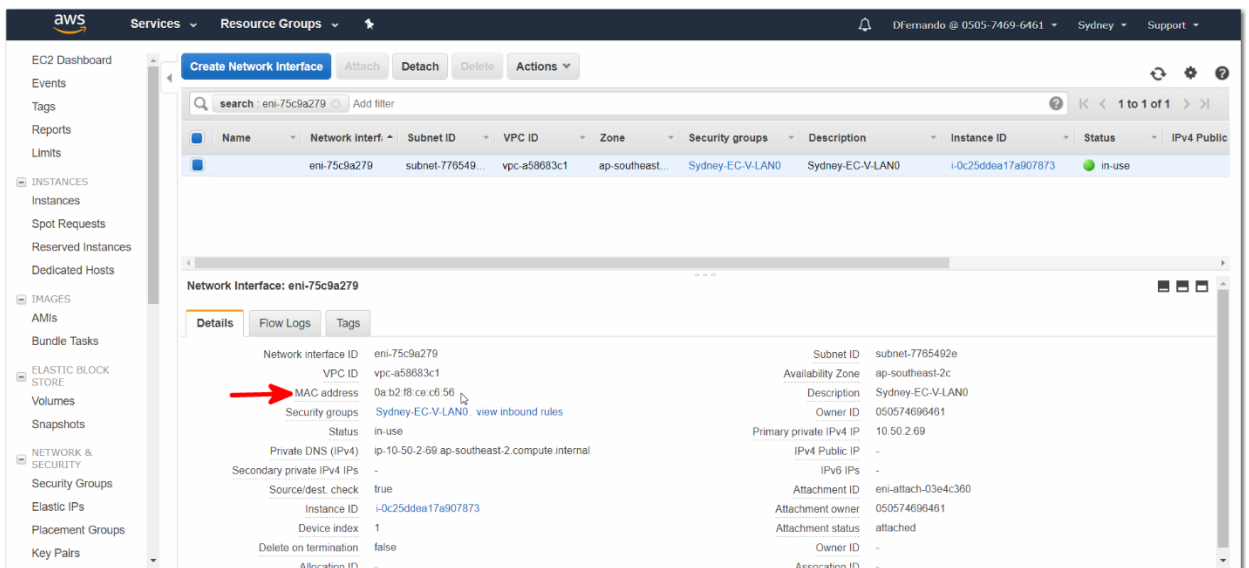 aws Services Resource Groups DFernando @ 0505-7469-6461 Sydney Support
EC2 Dashboard
Events
Tags
Reports
Limits
INSTANCES
Instances
Spot Requests
Reserved Instances
Dedicated Hosts
IMAGES
AMIs
Bundle Tasks
ELASTIC BLOCK
STORE
Volumes
Snapshots
NETWORK &
SECURITY
Security Groups
Elastic IPs
Placement Groups
Key Pairs
Create Network Interface Attach Detach Delete Actions
search : eni-75c9a279 Add filter 1 to 1 of 1
Name Network interf Subnet ID VPC ID Zone Security groups Description Instance ID Status IPv4 Public
eni-75c9a279 subnet-776549... vpc-a58683c1 ap-southeast... Sydney-EC-V-LAN0 Sydney-EC-V-LAN0 i-0c25ddea17a907873 in-use
Network Interface: eni-75c9a279
Details Flow Logs Tags
Network interface ID eni-75c9a279 Subnet ID subnet-7765492e
VPC ID vpc-a58683c1 Availability Zone ap-southeast-2c
MAC address 0a:b2:f8:ce:c6:56 Description Sydney-EC-V-LAN0
Security groups Sydney-EC-V-LAN0. view inbound rules Owner ID 050574696461
Status in-use Primary private IPv4 IP 10.50.2.69
Private DNS (IPv4) ip-10-50-2-69.ap-southeast-2.compute.internal IPv4 Public IP -
Secondary private IPv4 IPs - IPv6 IPs -
Source/dest. check true Attachment ID eni-attach-03e4c360
Instance ID i-0c25ddea17a907873 Attachment owner 050574696461
Device index 1 Attachment status attached
Delete on termination false Owner ID -
Allocation ID - Assocation ID -